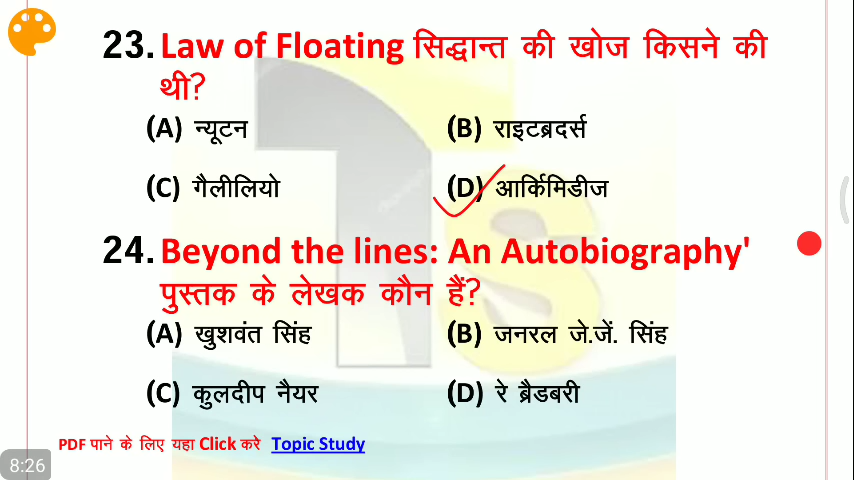 23. Law of Floating सिद्धान्त की खोज किसने की
थी?
(A) न्यूटन (B) राइटब्रदर्स
(C) गैलीलियो (D) आर्किमिडीज
24. Beyond the lines: An Autobiography'
पुस्तक के लेखक कौन हैं?
(A) खुशवंत सिंह (B) जनरल जे.जें. सिंह
(C) कुलदीप नैयर (D) रे ब्रैडबरी
PDF पाने के लिए यहा Click करे Topic Study
8:26